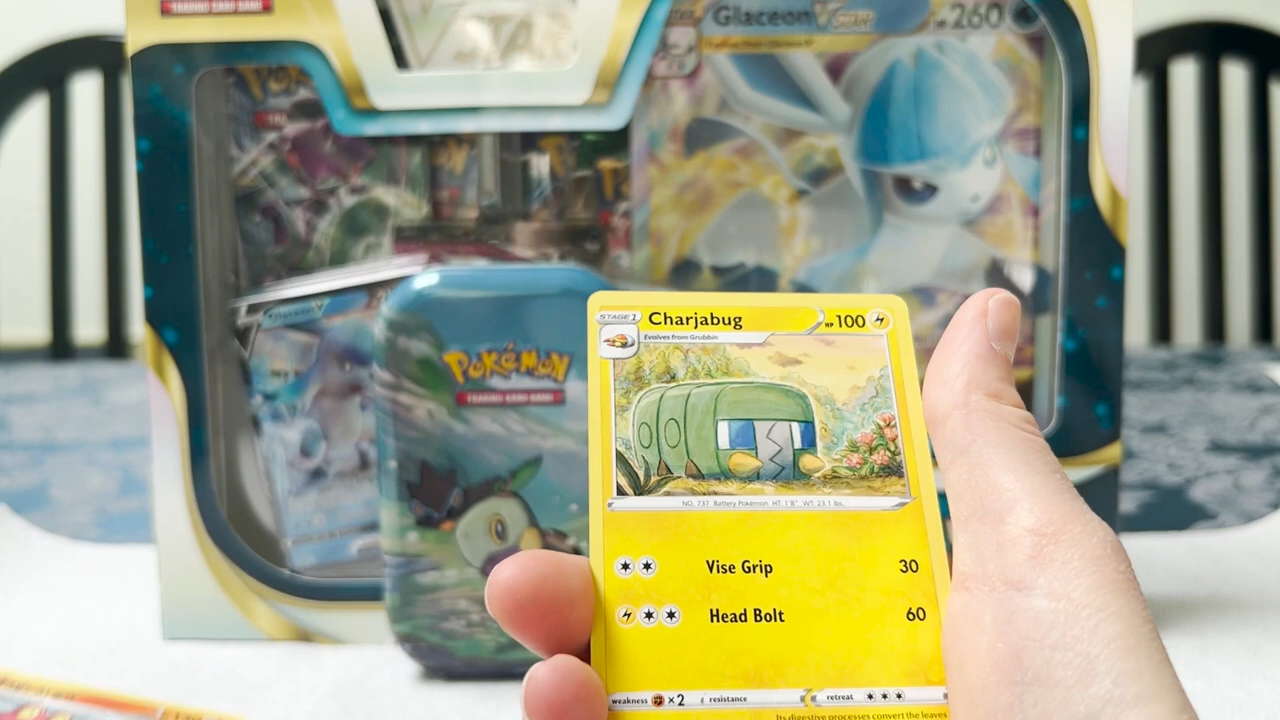 TRADING CARD GAME
Glaceon VSTAR HP 260
POKéMON
TRADING CARD GAME
STAGE 1 Charjabug HP 100
Evolves from Grubbin
NO. 737 Battery Pokémon HT: 1'8" WT: 23.1 lbs.
Vise Grip 30
Head Bolt 60
weakness ×2 resistance retreat
Its digestive processes convert the leaves